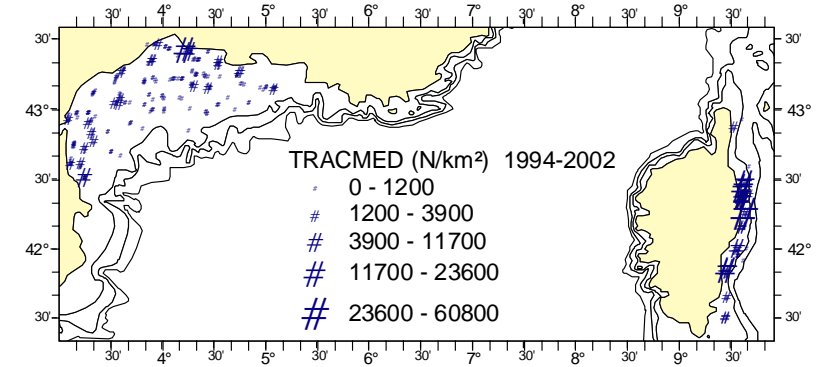 30' 4° 30' 5° 30' 6° 30' 7° 30' 8° 30' 9° 30'
30' 30'
43° 43°
TRACMED (N/km²) 1994-2002
30' # 0 - 1200 30'
# 1200 - 3900
# 3900 - 11700
42° 42°
# 11700 - 23600
30' # 23600 - 60800 30'
30' 4° 30' 5° 30' 6° 30' 7° 30' 8° 30' 9° 30'